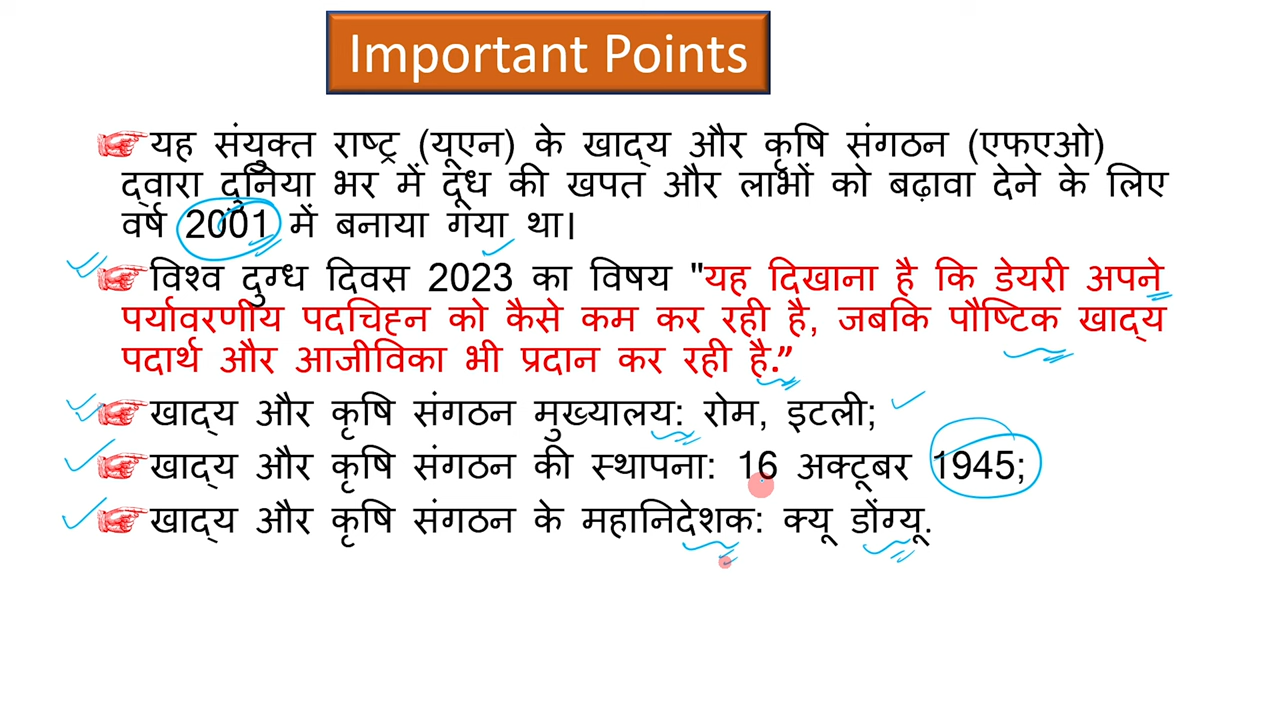 Important Points
यह संयुक्त राष्ट्र (यूएन) के खाद्य और कृषि संगठन (एफएओ)
द्वारा दुनिया भर में दूध की खपत और लाभों को बढ़ावा देने के लिए
वर्ष 2001 में बनाया गया था।
विश्व दुग्ध दिवस 2023 का विषय "यह दिखाना है कि डेयरी अपने
पर्यावरणीय पदचिह्न को कैसे कम कर रही है, जबकि पौष्टिक खाद्य
पदार्थ और आजीविका भी प्रदान कर रही है.”
खाद्य और कृषि संगठन मुख्यालय: रोम, इटली;
खाद्य और कृषि संगठन की स्थापना: 16 अक्टूबर 1945;
खाद्य और कृषि संगठन के महानिदेशक: क्यू डोंग्यू.